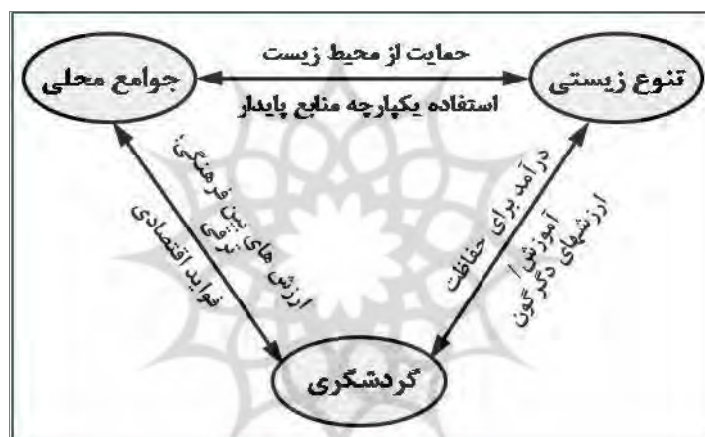 حمایت از محیط زیست
تنوع زیستی
جوامع محلی
استفاده یکپارچه منابع پایدار
درآمد برای حفاظت
آموزش /
ارزشهای دگرگون
ارزش های بین فرهنگی؛
ترقی
فواید اقتصادی
گردشگری